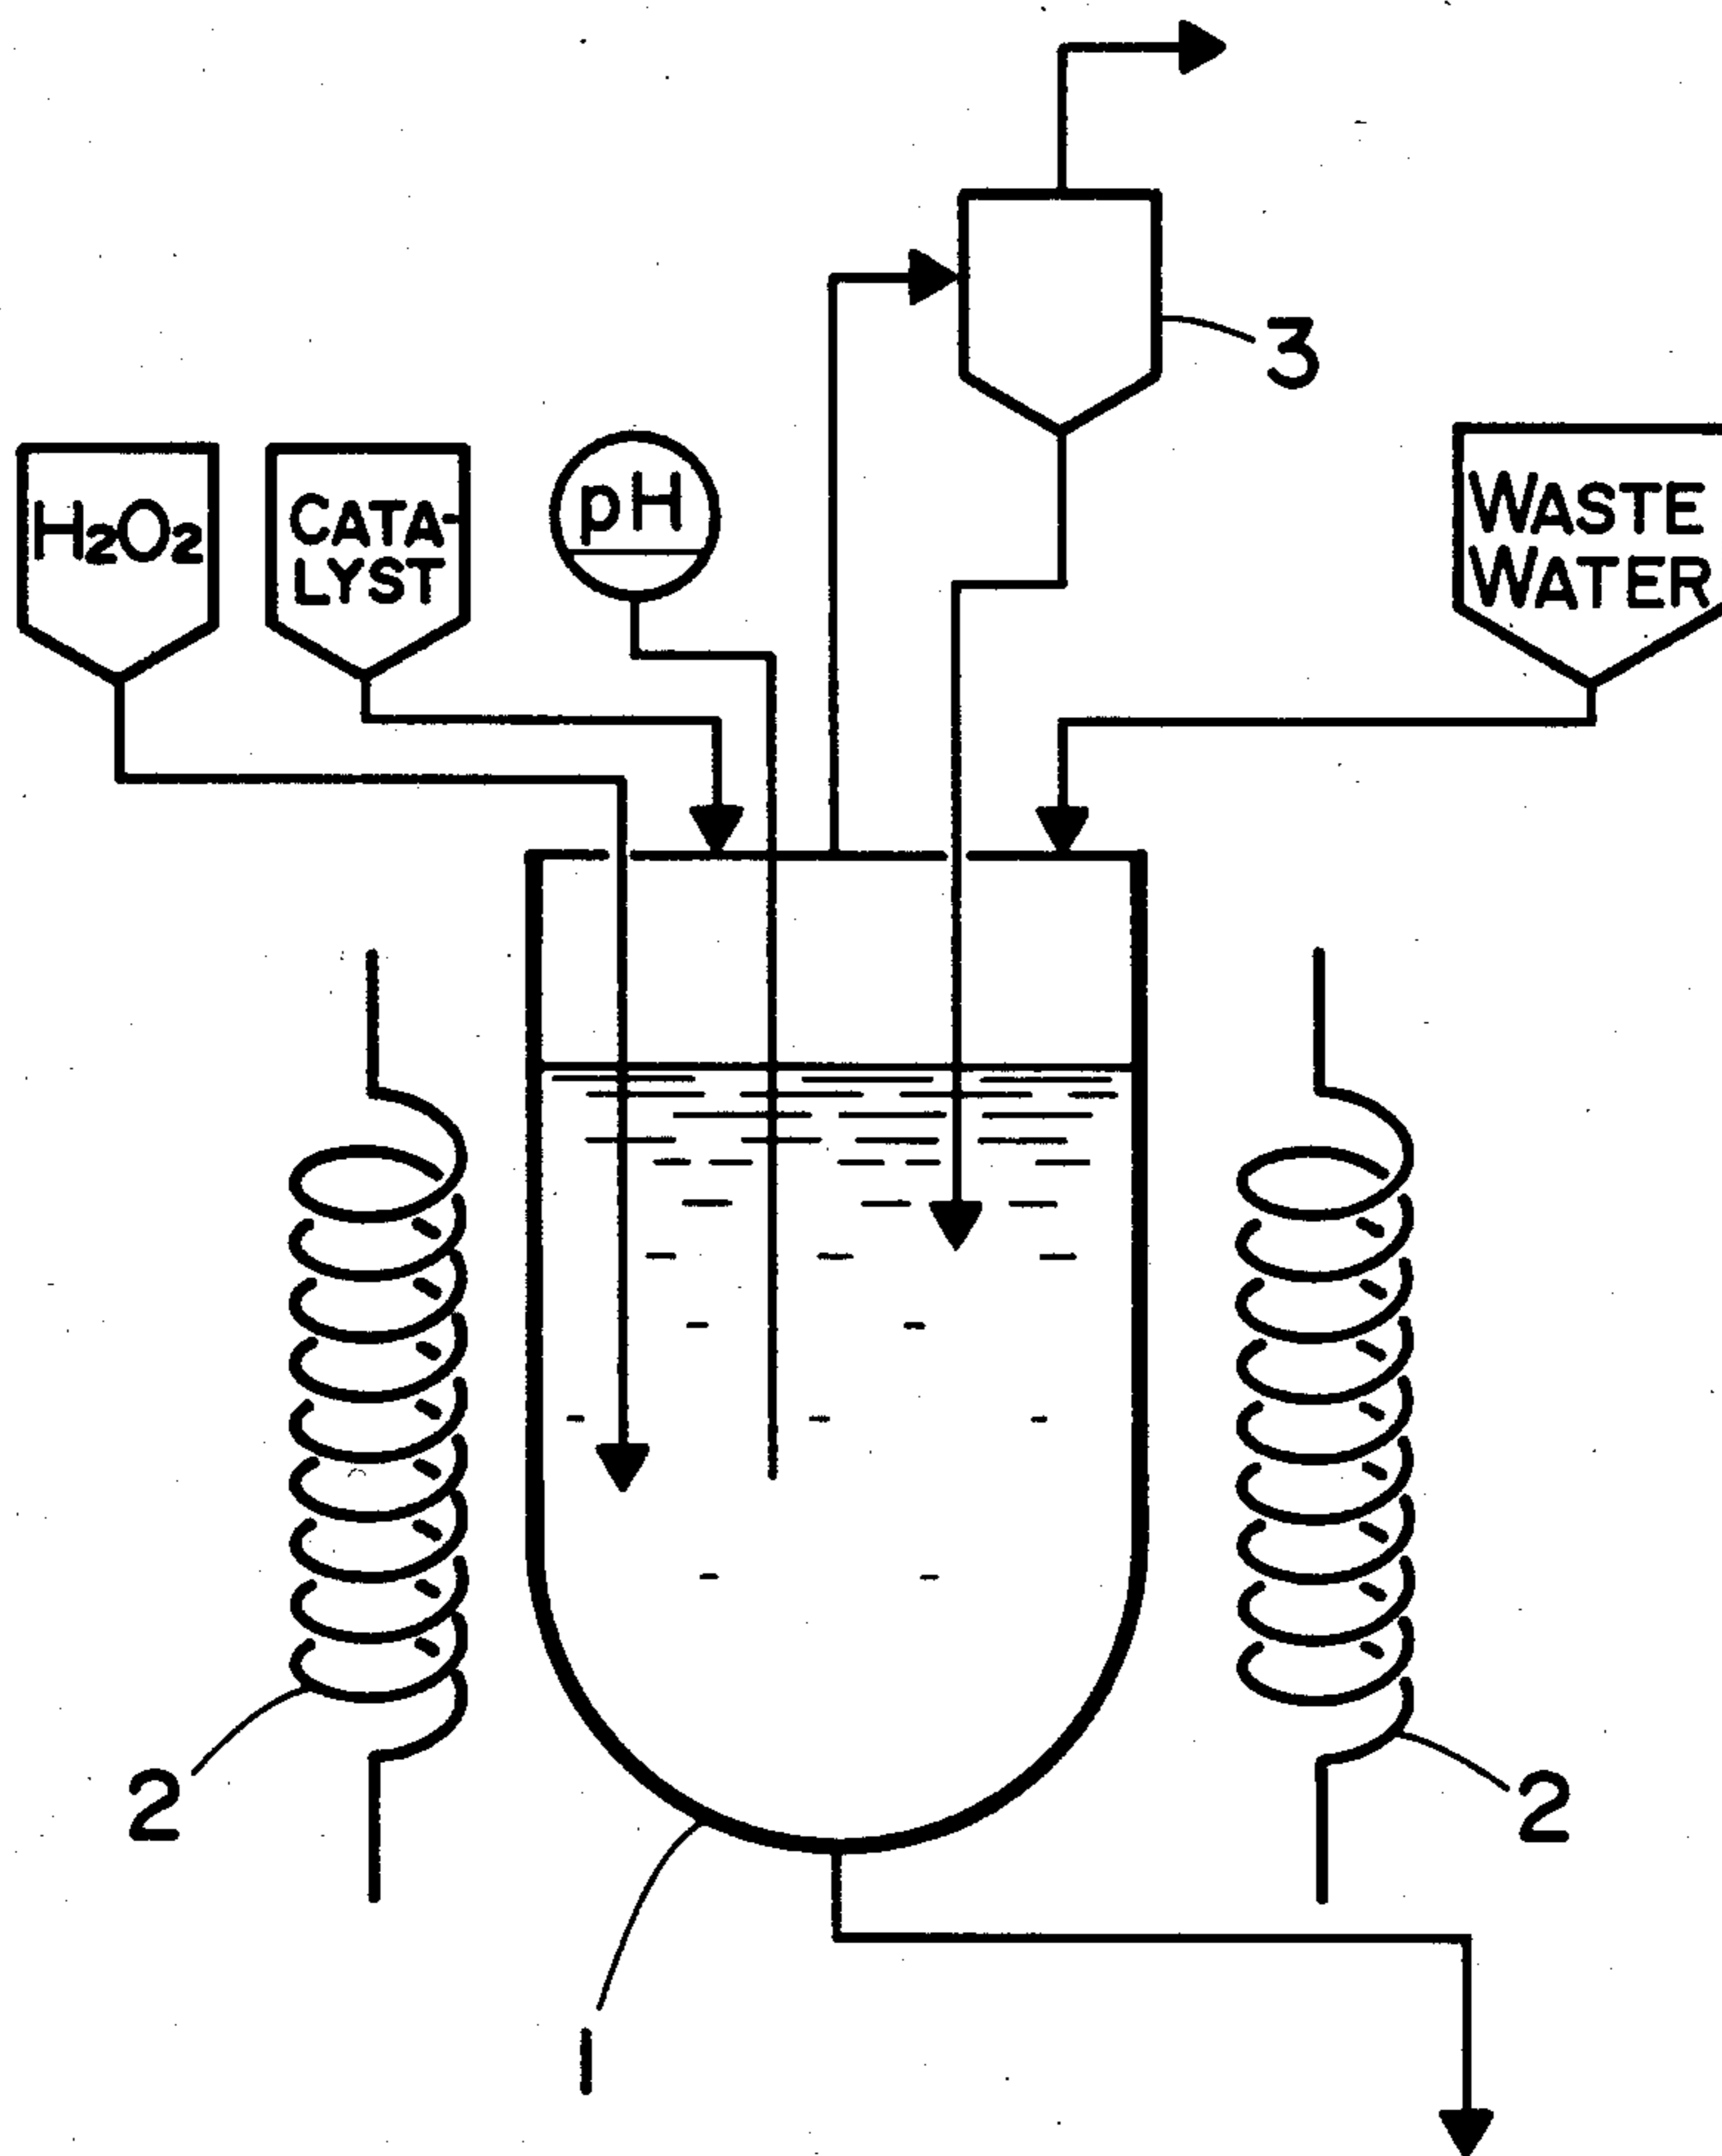 3
H₂O₂
CATA-
LYST
pH
WASTE
WATER
2
2
1